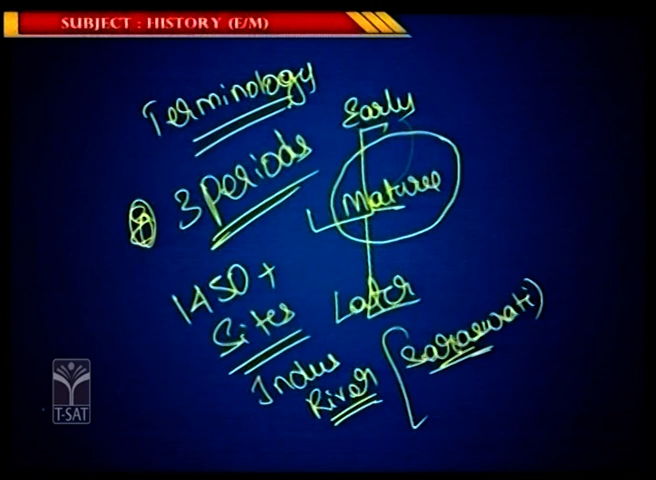 SUBJECT : HISTORY (E/M)
Terminology
3 Periods
Early
Mature
Later
1450 +
Sites
Indus
River
(Saraswati)
T-SAT